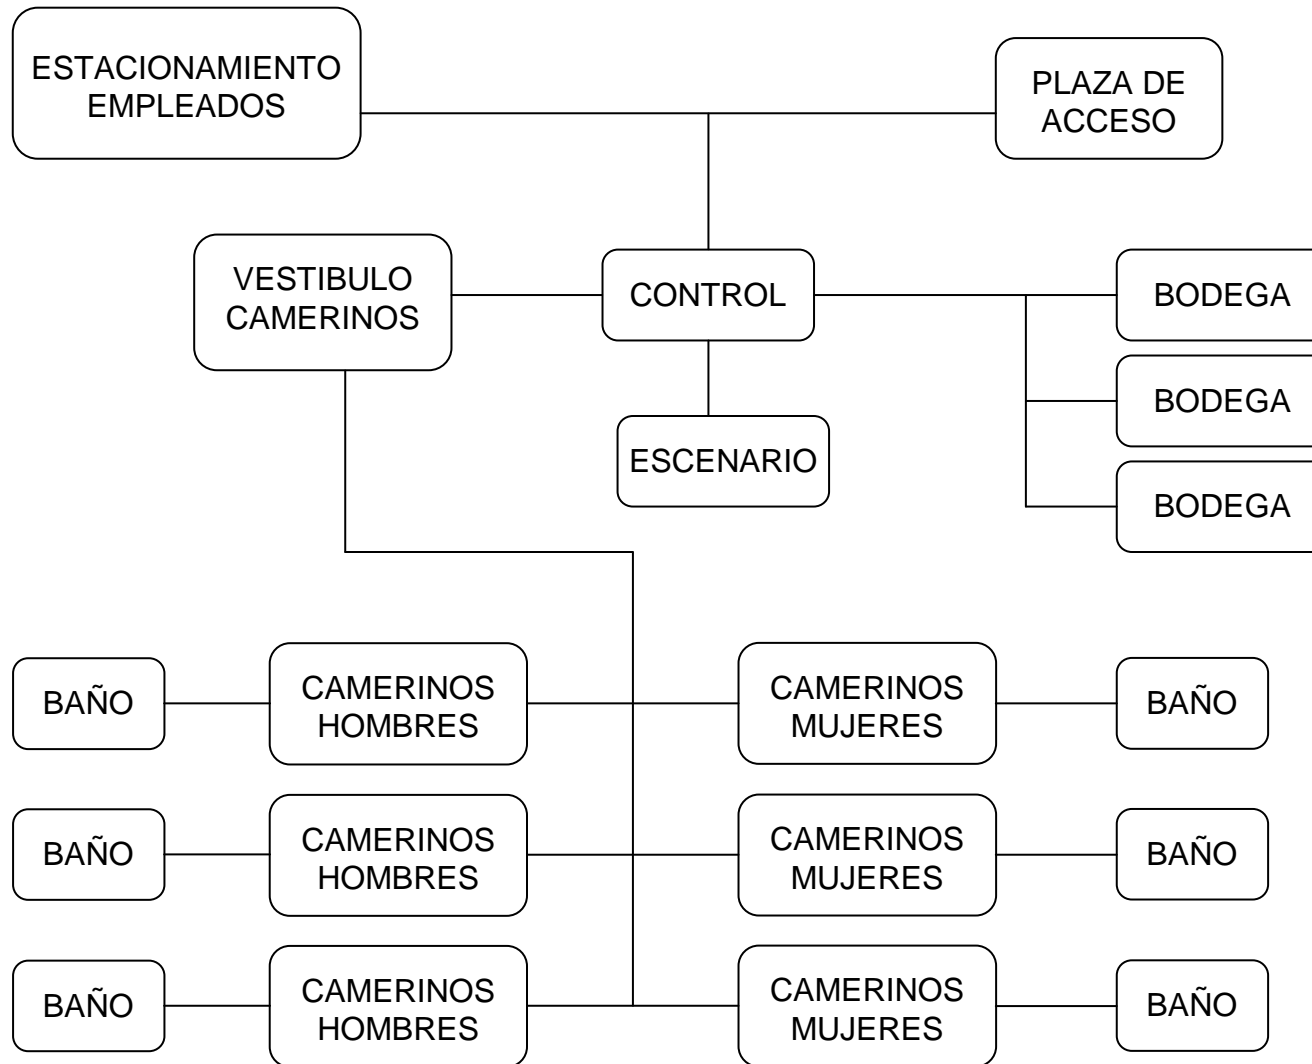 ESTACIONAMIENTO
EMPLEADOS
PLAZA DE
ACCESO
VESTIBULO
CAMERINOS
CONTROL
BODEGA
BODEGA
ESCENARIO
BODEGA
BAÑO
CAMERINOS
HOMBRES
CAMERINOS
MUJERES
BAÑO
BAÑO
CAMERINOS
HOMBRES
CAMERINOS
MUJERES
BAÑO
BAÑO
CAMERINOS
HOMBRES
CAMERINOS
MUJERES
BAÑO